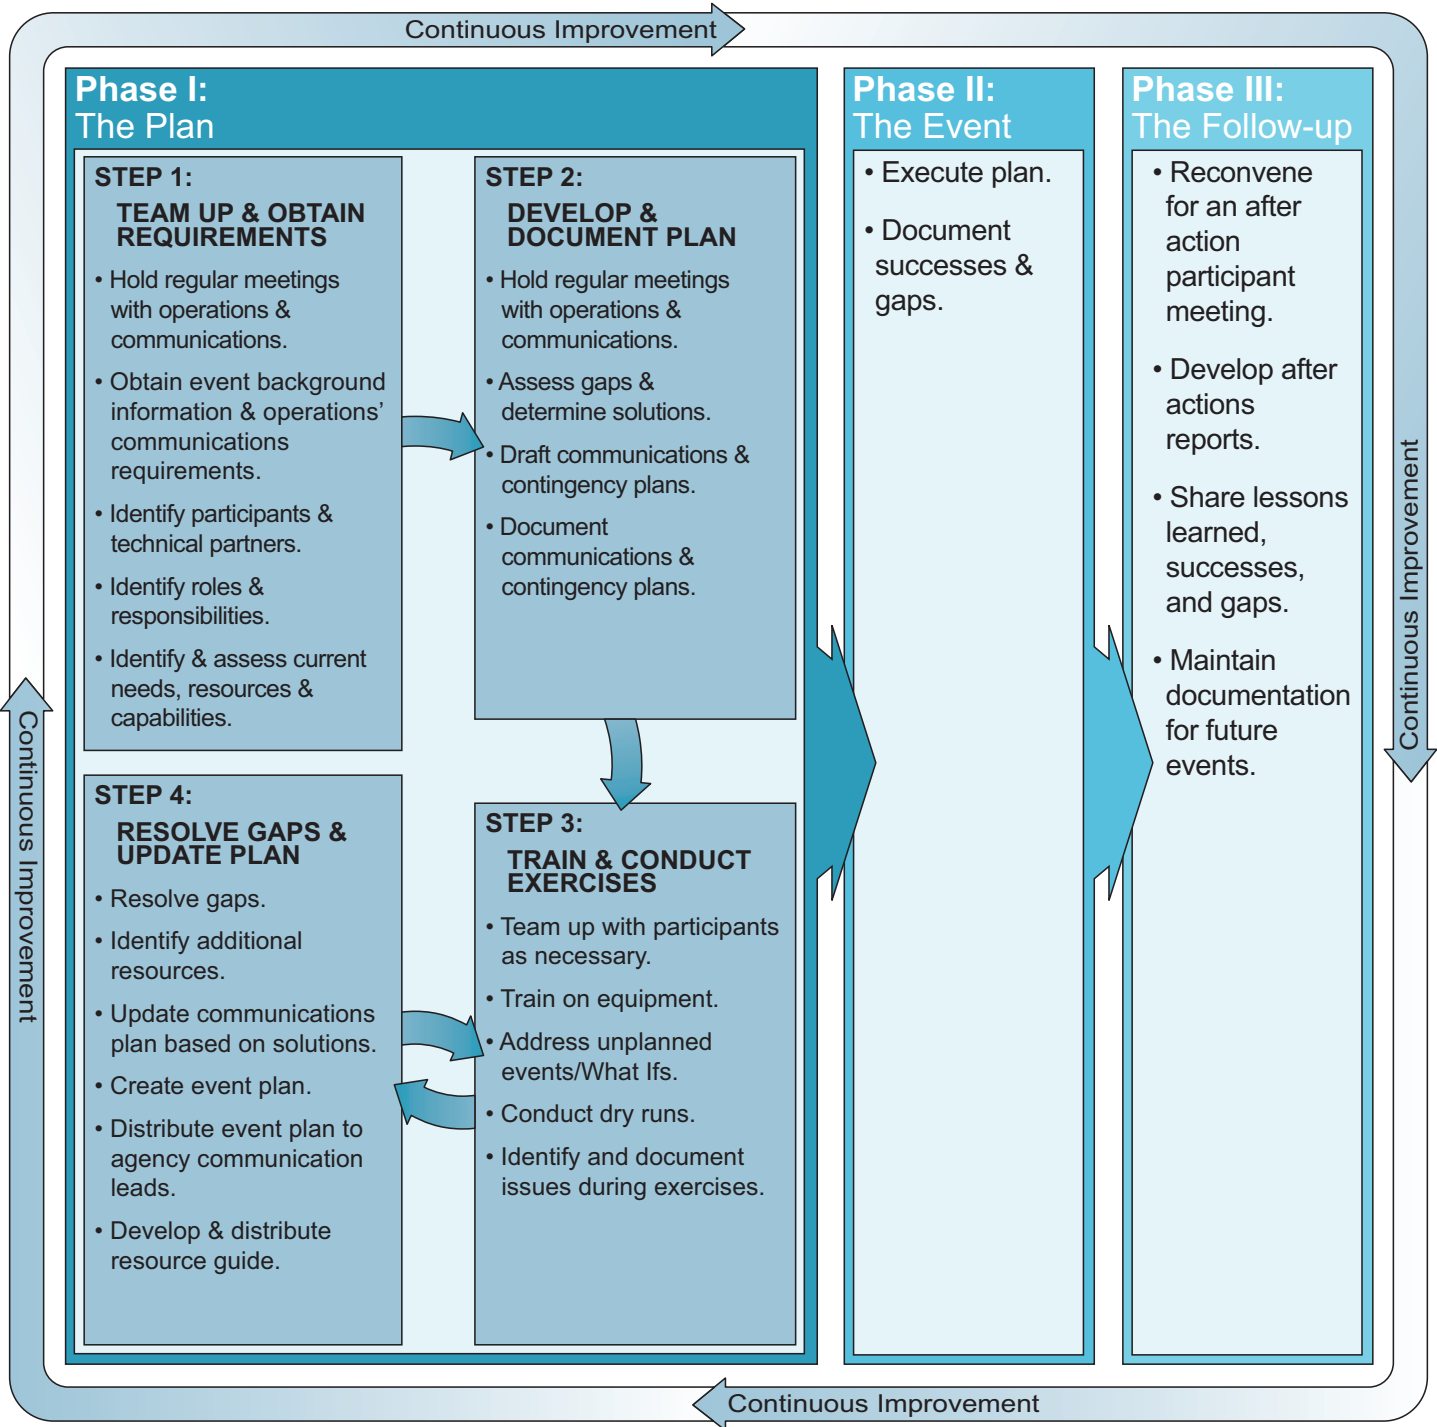 Continuous Improvement
Phase I:
The Plan
STEP 1:
TEAM UP & OBTAIN
REQUIREMENTS
• Hold regular meetings
with operations &
communications.
• Obtain event background
information & operations’
communications
requirements.
• Identify participants &
technical partners.
• Identify roles &
responsibilities.
• Identify & assess current
needs, resources &
capabilities.
STEP 2:
DEVELOP &
DOCUMENT PLAN
• Hold regular meetings
with operations &
communications.
• Assess gaps &
determine solutions.
• Draft communications &
contingency plans.
• Document
communications &
contingency plans.
STEP 3:
TRAIN & CONDUCT
EXERCISES
• Team up with participants
as necessary.
• Train on equipment.
• Address unplanned
events/What Ifs.
• Conduct dry runs.
• Identify and document
issues during exercises.
STEP 4:
RESOLVE GAPS &
UPDATE PLAN
• Resolve gaps.
• Identify additional
resources.
• Update communications
plan based on solutions.
• Create event plan.
• Distribute event plan to
agency communication
leads.
• Develop & distribute
resource guide.
Phase II:
The Event
• Execute plan.
• Document
successes &
gaps.
Phase III:
The Follow-up
• Reconvene
for an after
action
participant
meeting.
• Develop after
actions
reports.
• Share lessons
learned,
successes,
and gaps.
• Maintain
documentation
for future
events.
Continuous Improvement
Continuous Improvement
Continuous Improvement